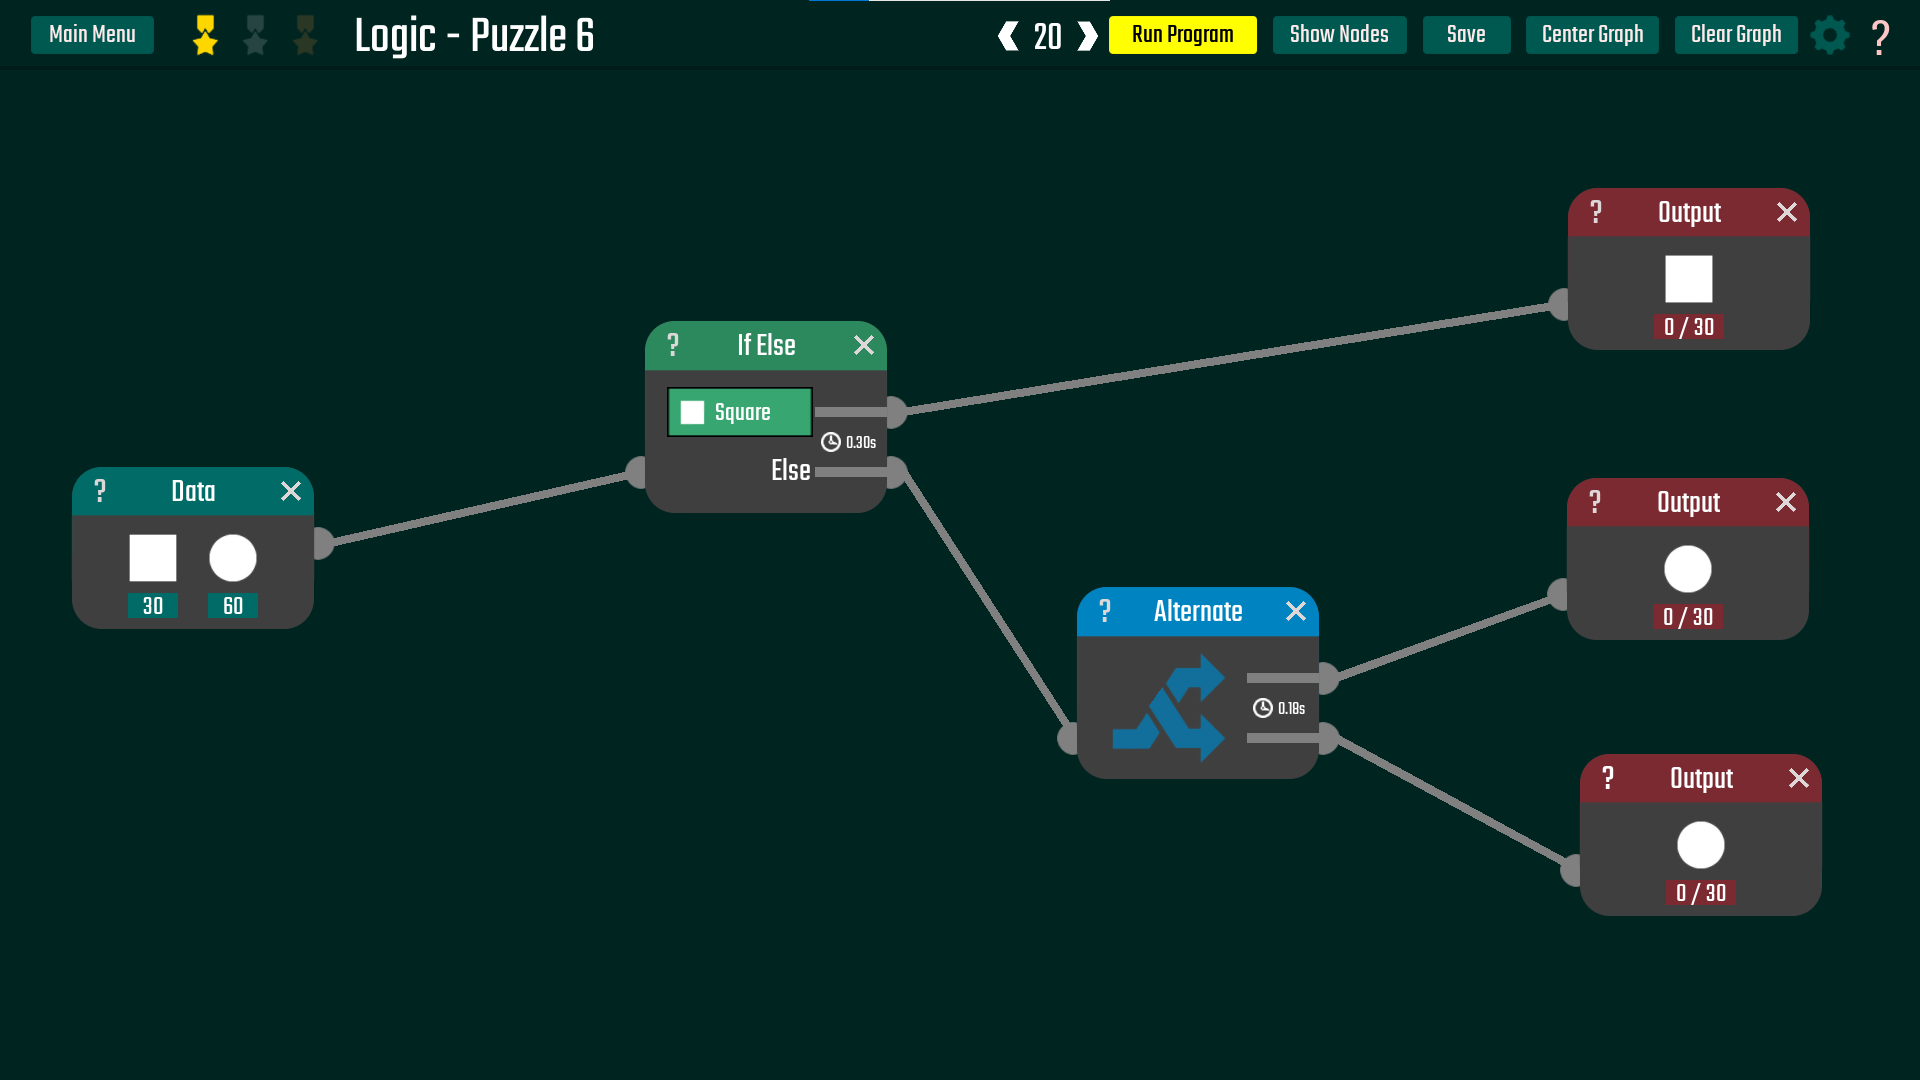 Main Menu
Logic - Puzzle 6
20
Run Program
Show Nodes
Save
Center Graph
Clear Graph
?
? Data
30 60
? If Else
Square
0.30s
Else
? Alternate
0.18s
? Output
0 / 30
? Output
0 / 30
? Output
0 / 30